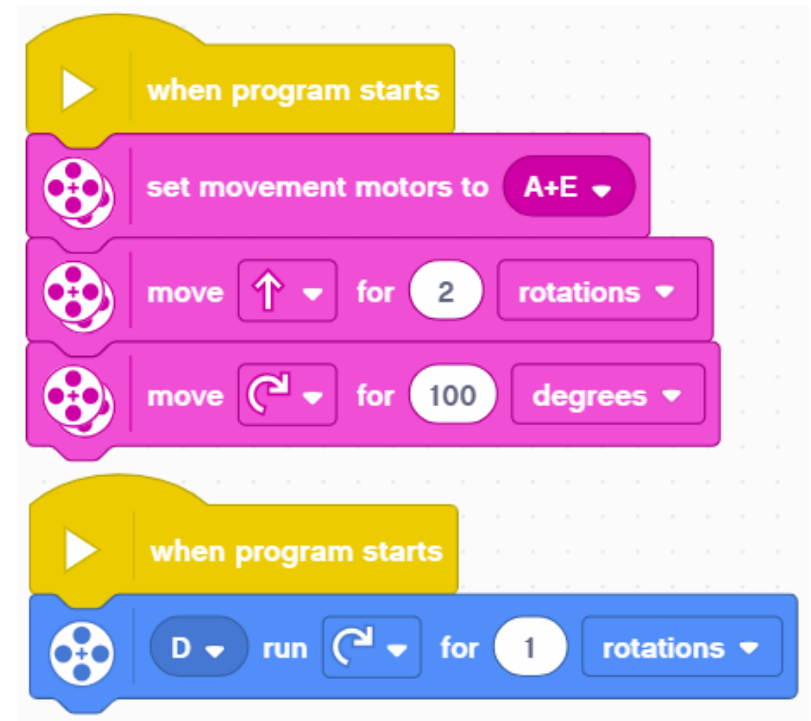 when program starts
set movement motors to A+E
move for 2 rotations
move for 100 degrees
when program starts
D run for 1 rotations